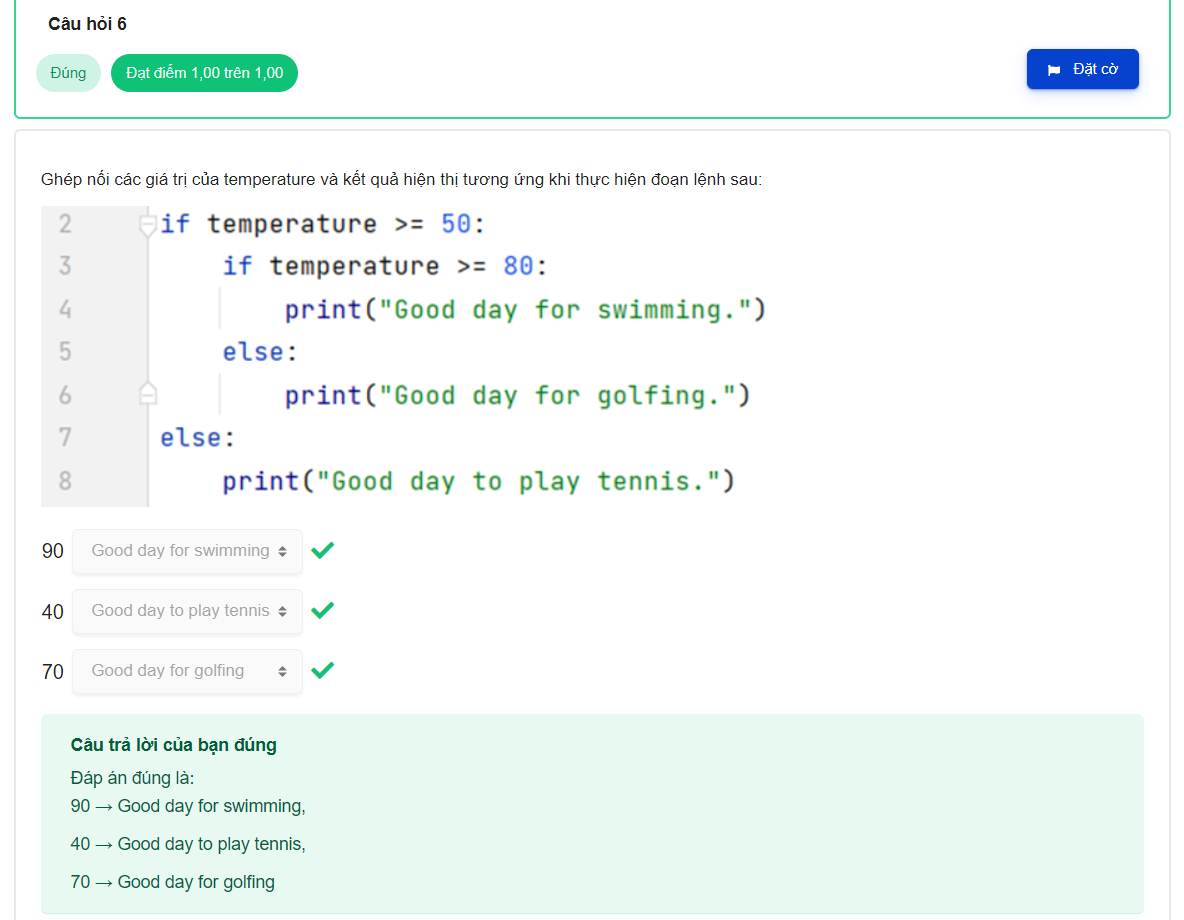 Câu hỏi 6
Đúng
Đạt điểm 1,00 trên 1,00
Đặt cờ
Ghép nối các giá trị của temperature và kết quả hiện thị tương ứng khi thực hiện đoạn lệnh sau:
2 if temperature >= 50:
3 if temperature >= 80:
4 print("Good day for swimming.")
5 else:
6 print("Good day for golfing.")
7 else:
8 print("Good day to play tennis.")
90 Good day for swimming
40 Good day to play tennis
70 Good day for golfing
Câu trả lời của bạn đúng
Đáp án đúng là:
90 → Good day for swimming,
40 → Good day to play tennis,
70 → Good day for golfing